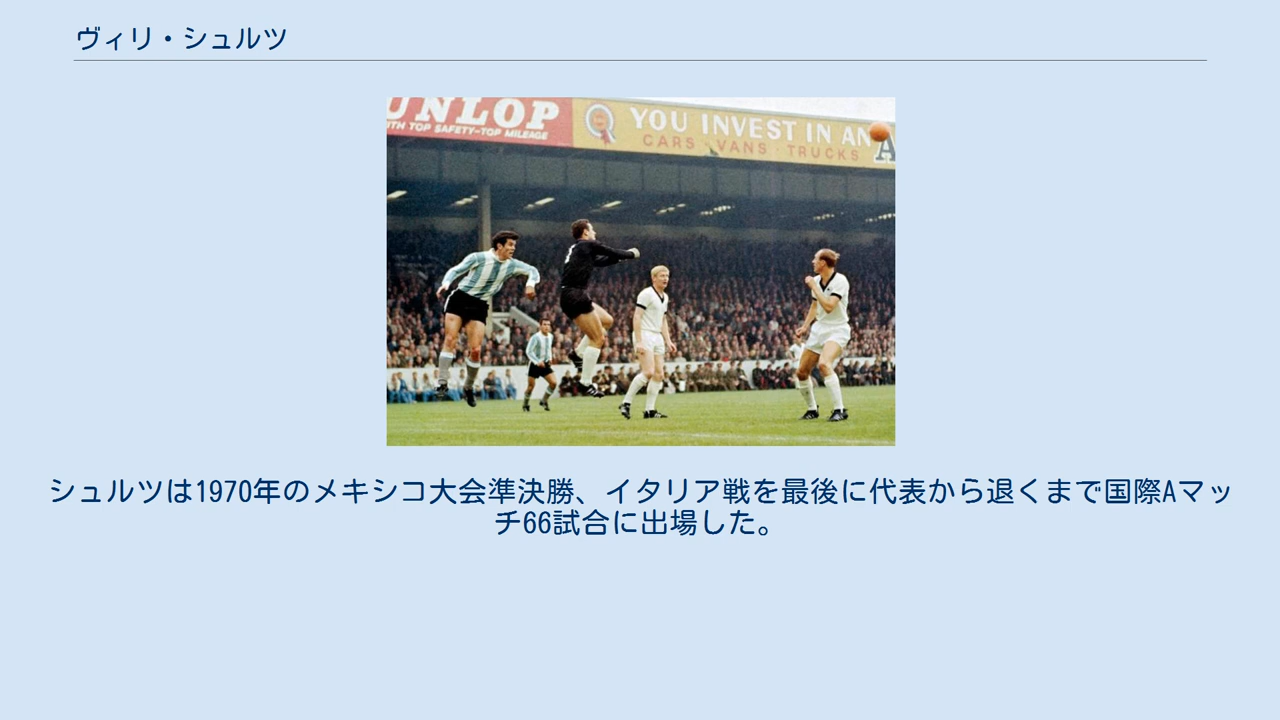 ヴィリ・シュルツ
UNLOP
ITH TOP SAFETY-TOP MILEAGE
YOU INVEST IN AN
CARS · VANS · TRUCKS
A
シュルツは1970年のメキシコ大会準決勝、イタリア戦を最後に代表から退くまで国際Aマッ
チ66試合に出場した。